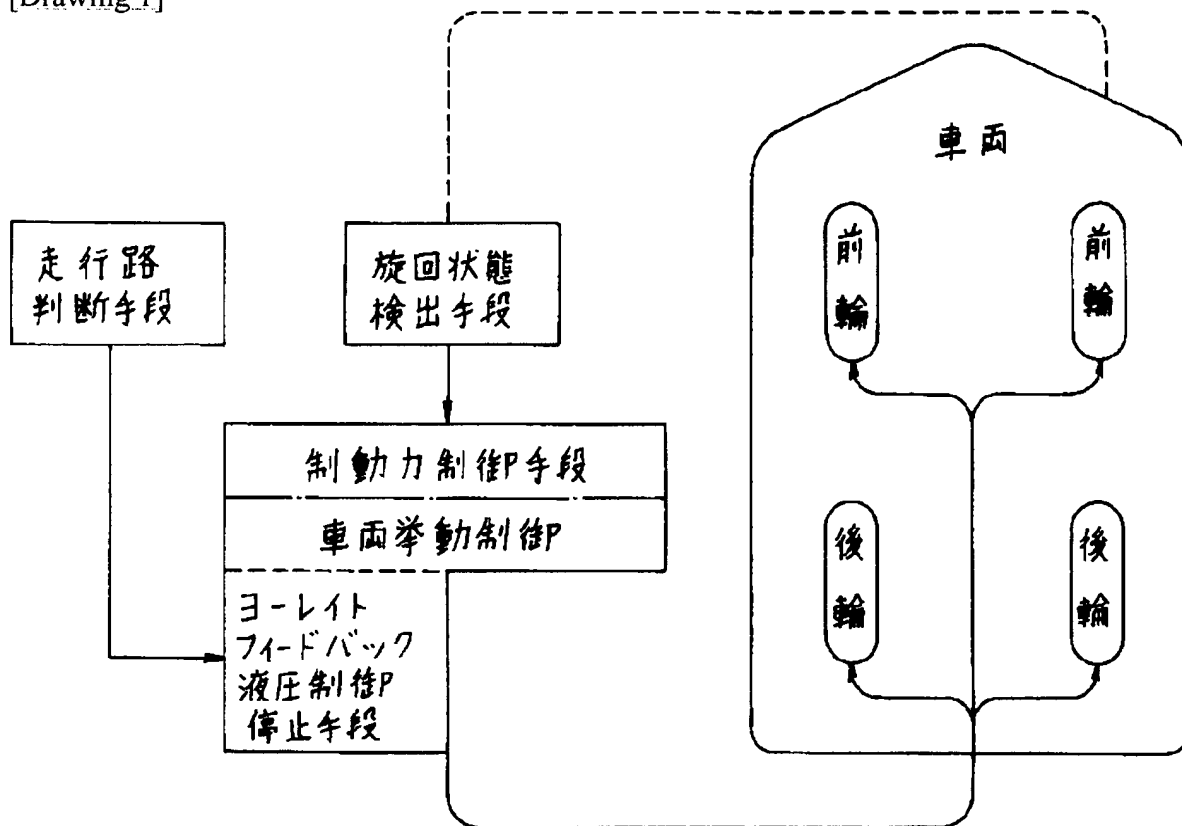 [Drawing 1]
車両
走行路
判断手段
旋回状態
検出手段
前輪
前輪
制動力制御手段
車両挙動制御
ヨーレイト
フィードバック
液圧制御
停止手段
後輪
後輪